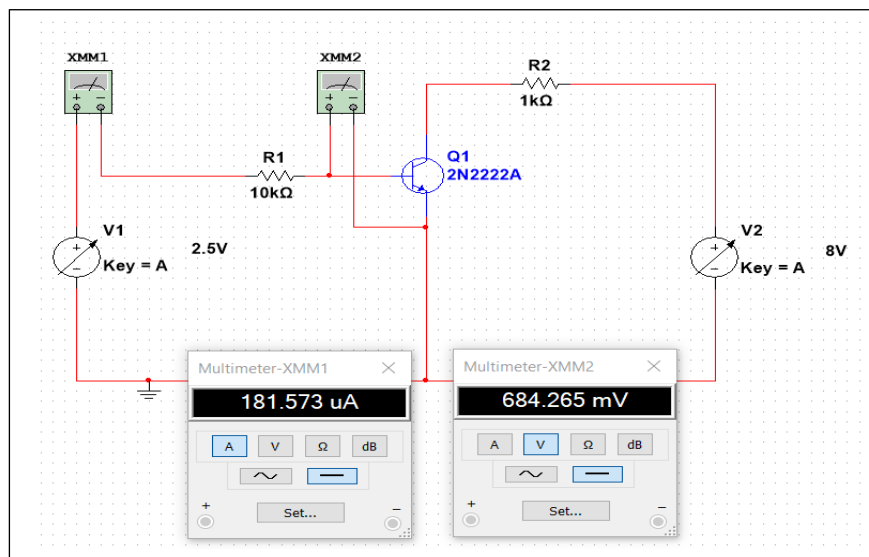 XMM1
XMM2
R2
1kΩ
R1
10kΩ
Q1
2N2222A
V1
2.5V
Key = A
V2
8V
Key = A
Multimeter-XMM1
181.573 uA
A V Ω dB
+ −
Set...
Multimeter-XMM2
684.265 mV
A V Ω dB
+ −
Set...